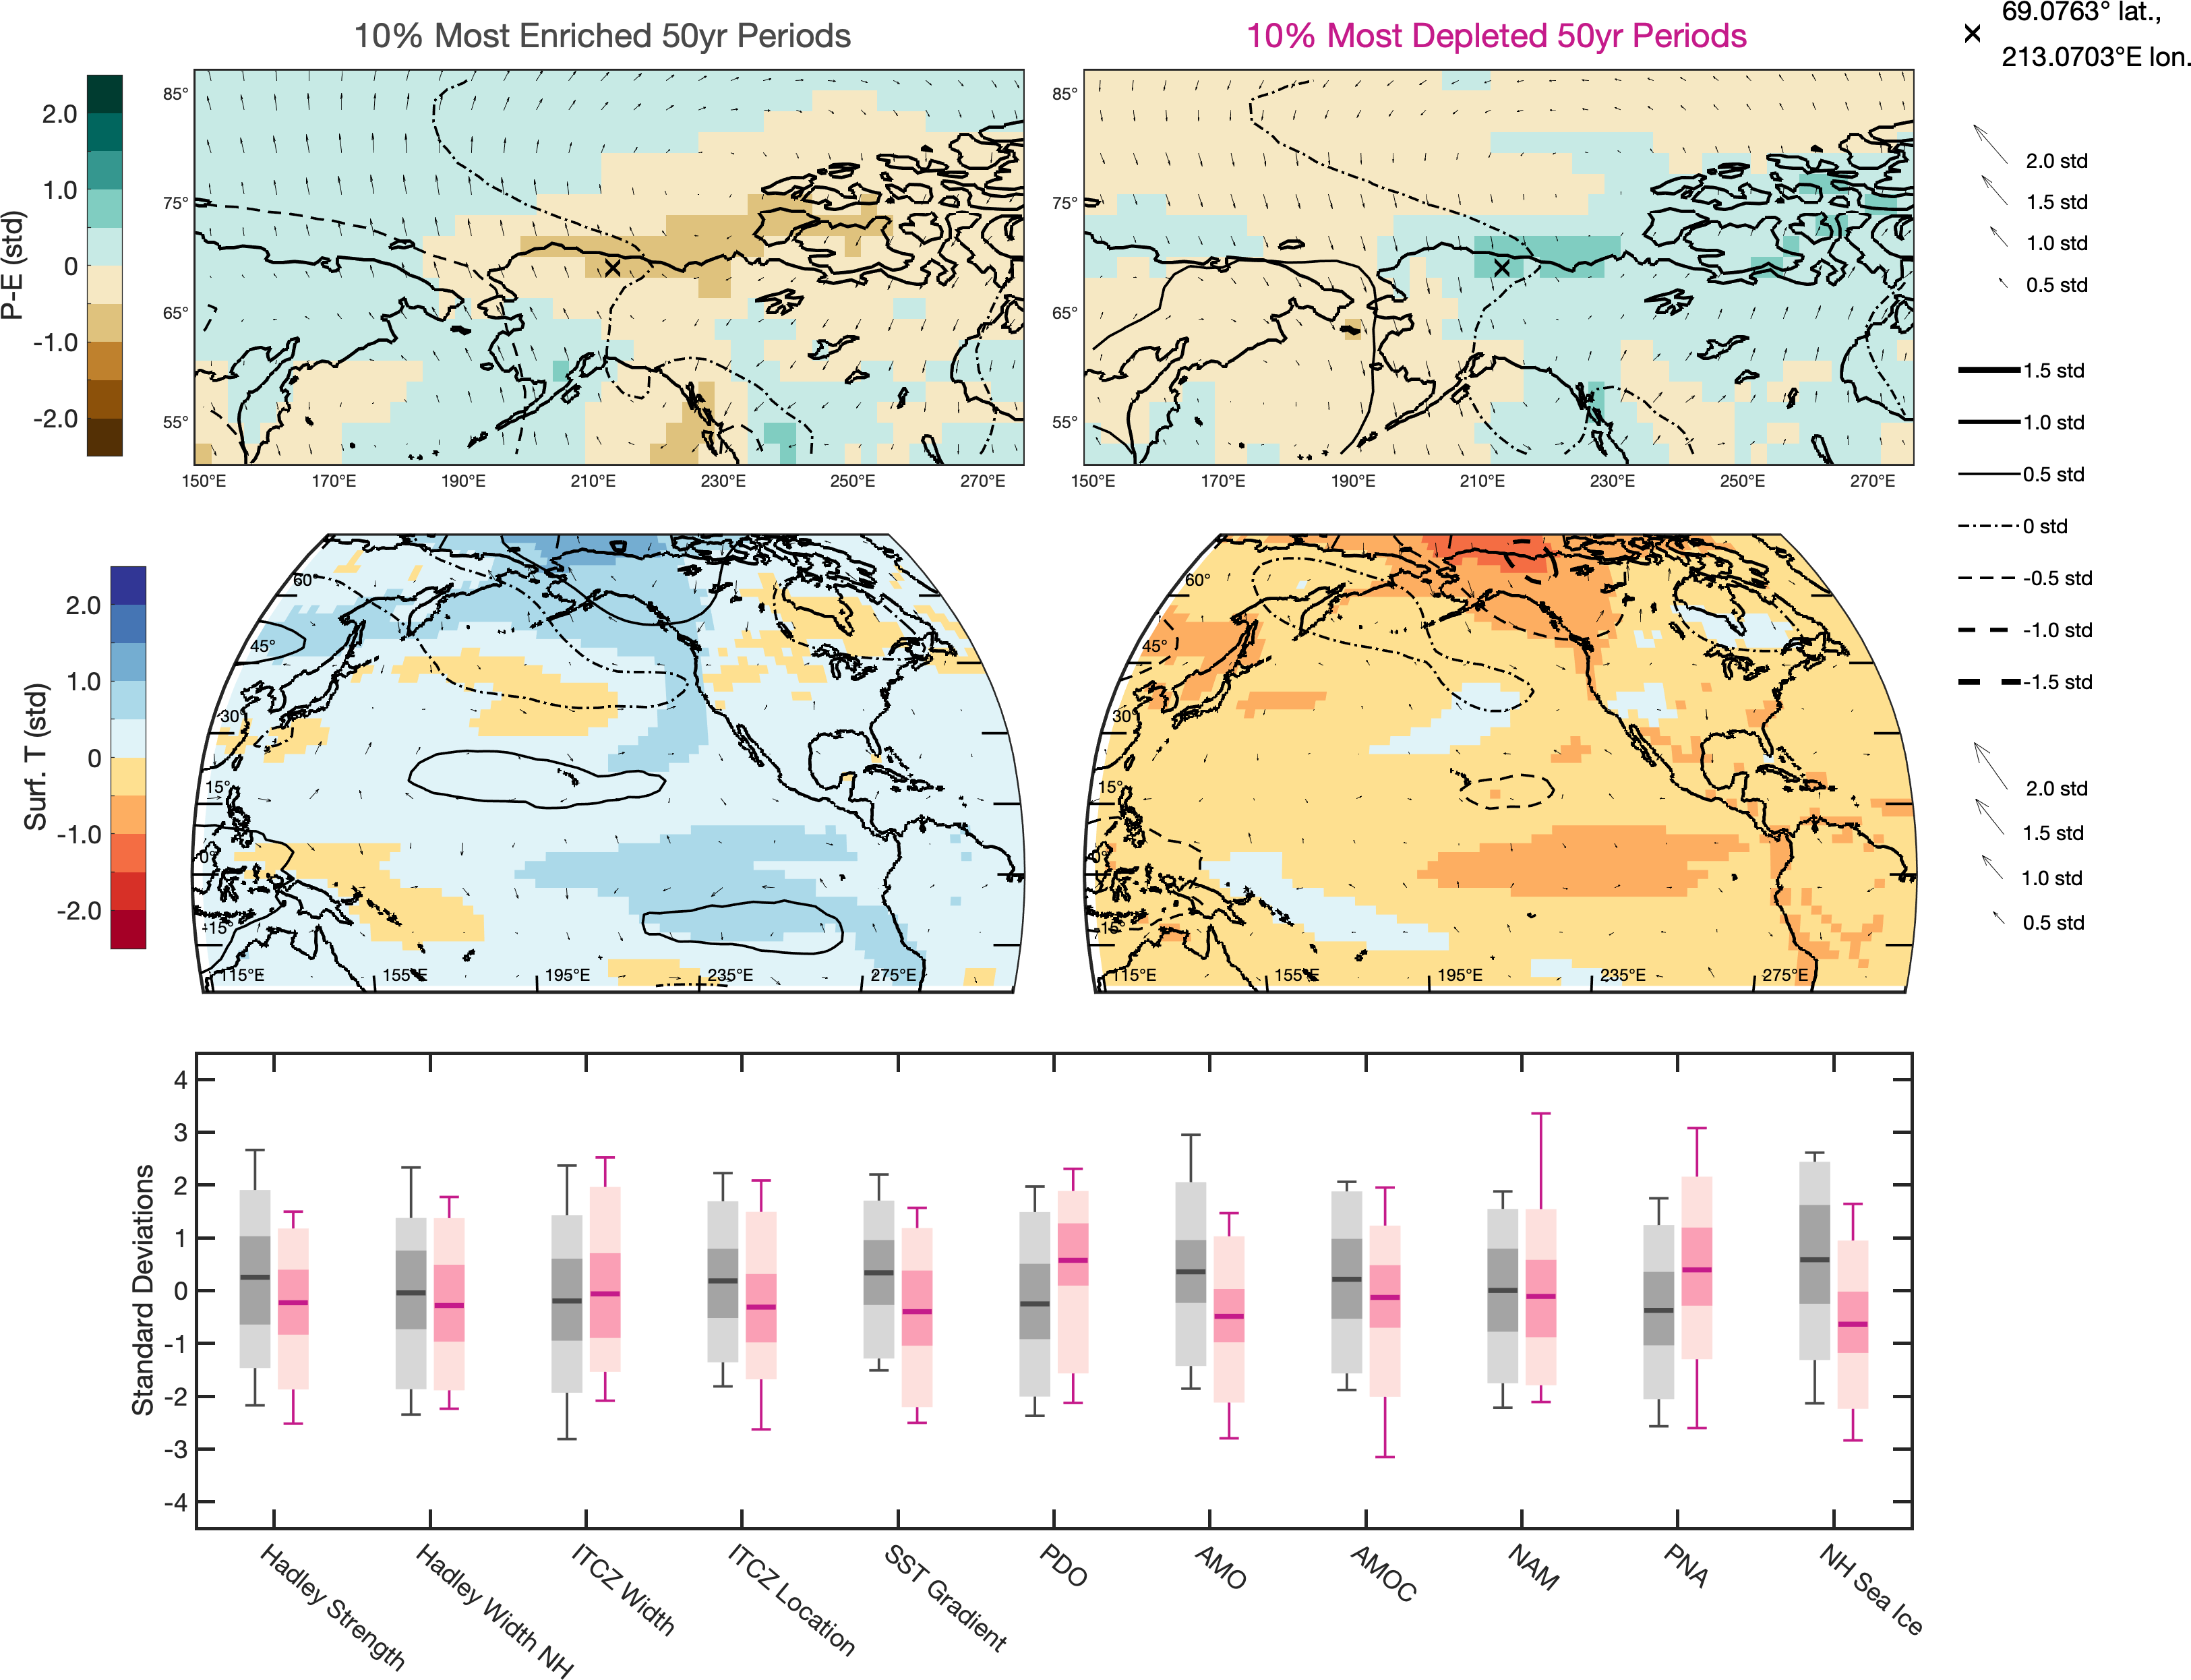 10% Most Enriched 50yr Periods
10% Most Depleted 50yr Periods
69.0763° lat.,
213.0703°E lon.
P-E (std)
2.0
1.0
0
-1.0
-2.0
85°
75°
65°
55°
150°E 170°E 190°E 210°E 230°E 250°E 270°E
85°
75°
65°
55°
150°E 170°E 190°E 210°E 230°E 250°E 270°E
2.0 std
1.5 std
1.0 std
0.5 std
1.5 std
1.0 std
0.5 std
0 std
-0.5 std
-1.0 std
-1.5 std
2.0 std
1.5 std
1.0 std
0.5 std
Surf. T (std)
2.0
1.0
0
-1.0
-2.0
60°
45°
30°
15°
0°
-15°
115°E 155°E 195°E 235°E 275°E
60°
45°
30°
15°
0°
-15°
115°E 155°E 195°E 235°E 275°E
Standard Deviations
4
3
2
1
0
-1
-2
-3
-4
Hadley Strength
Hadley Width NH
ITCZ Width
ITCZ Location
SST Gradient
PDO
AMO
AMOC
NAM
PNA
NH Sea Ice